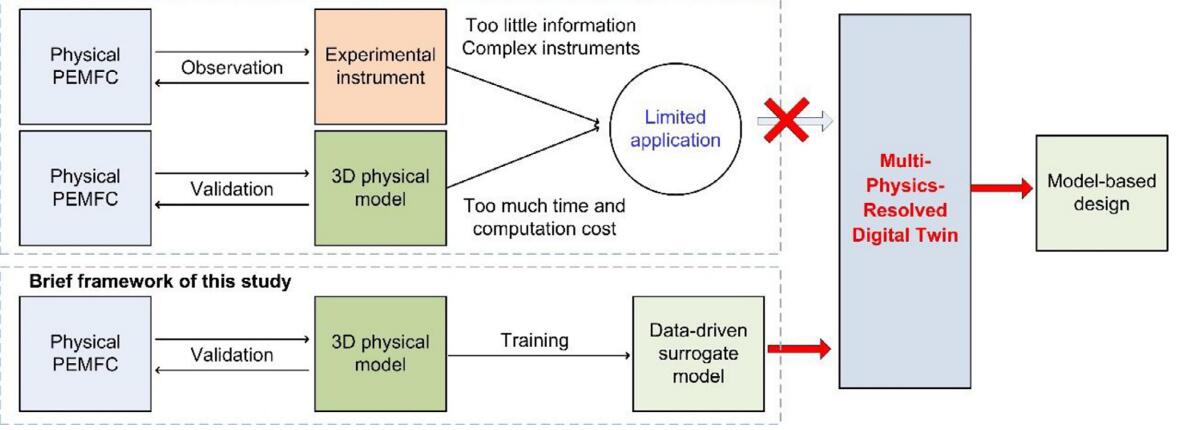 Physical
PEMFC
Observation
Experimental
instrument
Too little information
Complex instruments
Physical
PEMFC
Validation
3D physical
model
Too much time and
computation cost
Limited
application
Multi-
Physics-
Resolved
Digital Twin
Model-based
design
Brief framework of this study
Physical
PEMFC
Validation
3D physical
model
Training
Data-driven
surrogate
model